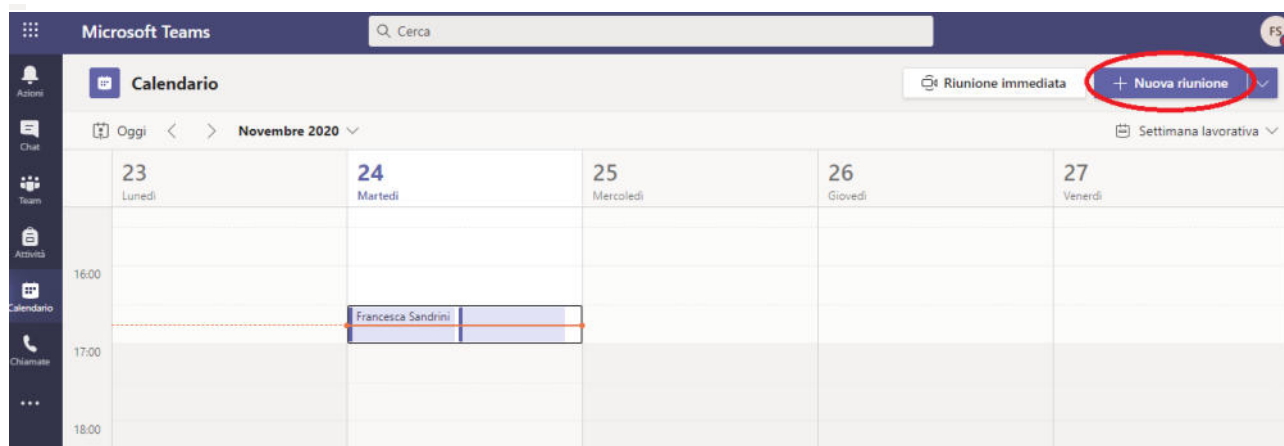 Microsoft Teams
Cerca
FS
Azioni
Calendario
Riunione immediata
+ Nuova riunione
Chat
Oggi < > Novembre 2020
Settimana lavorativa
Team
23
Lunedì
24
Martedì
25
Mercoledì
26
Giovedì
27
Venerdì
Attività
16:00
Calendario
Francesca Sandrini
Chiamate
17:00
18:00